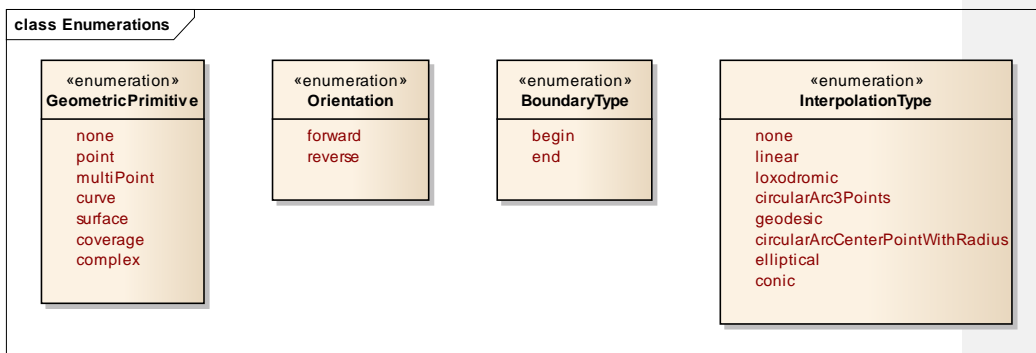 class Enumerations
«enumeration»
GeometricPrimitive
none
point
multiPoint
curve
surface
coverage
complex
«enumeration»
Orientation
forward
reverse
«enumeration»
BoundaryType
begin
end
«enumeration»
InterpolationType
none
linear
loxodromic
circularArc3Points
geodesic
circularArcCenterPointWithRadius
elliptical
conic